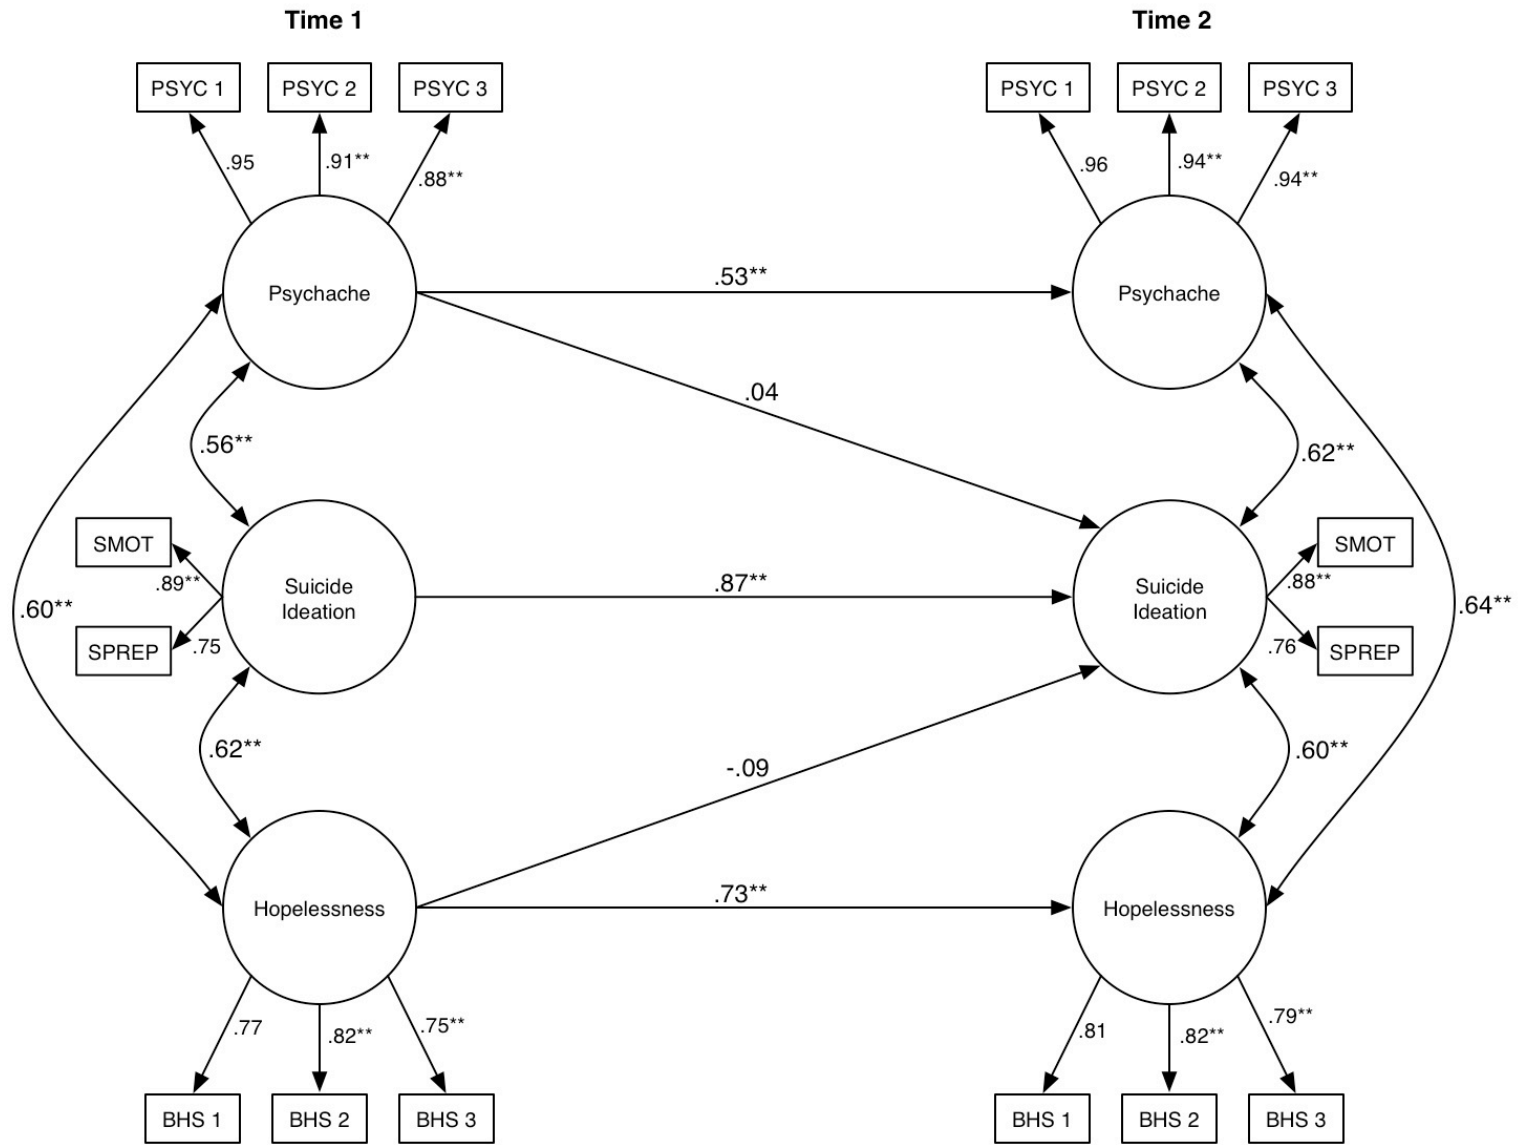 Time 1
Time 2
PSYC 1
PSYC 2
PSYC 3
PSYC 1
PSYC 2
PSYC 3
.95
.91**
.88**
.96
.94**
.94**
Psychache
.53**
Psychache
.04
.56**
.62**
SMOT
SMOT
.89**
Suicide
Ideation
.87**
Suicide
Ideation
.88**
.60**
.64**
SPREP
.75
.76
SPREP
.62**
-.09
.60**
Hopelessness
.73**
Hopelessness
.77
.82**
.75**
.81
.82**
.79**
BHS 1
BHS 2
BHS 3
BHS 1
BHS 2
BHS 3